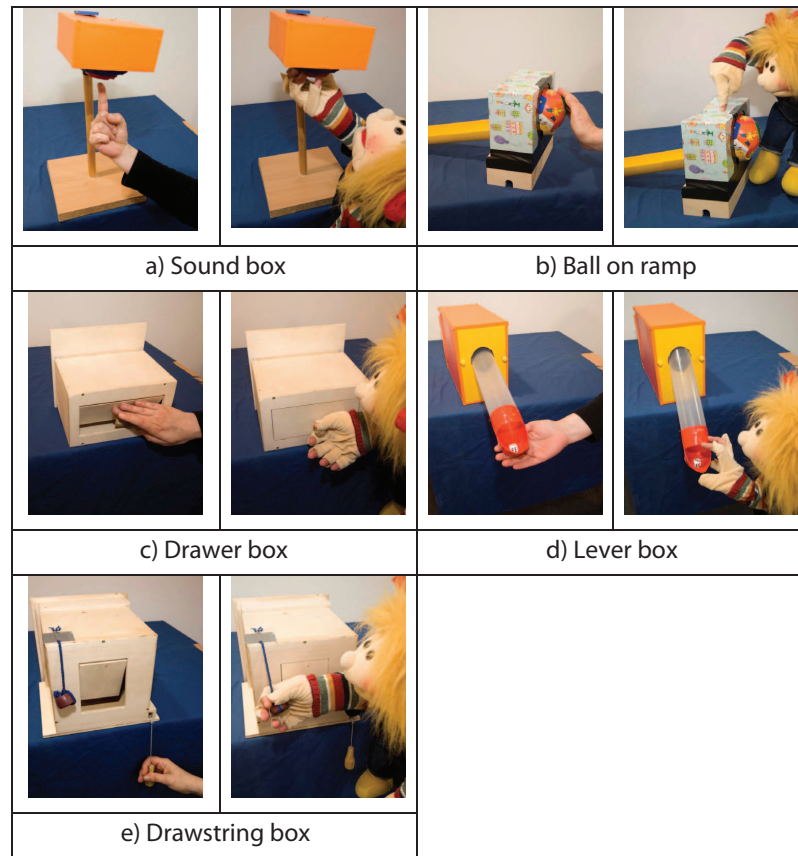 a) Sound box
b) Ball on ramp
c) Drawer box
d) Lever box
e) Drawstring box